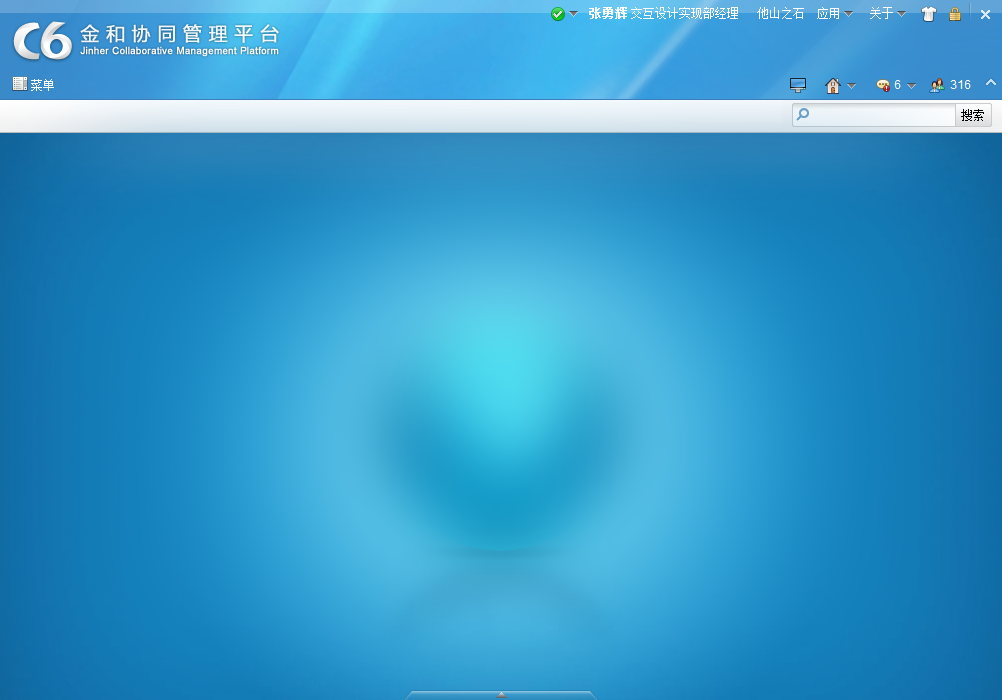 张勇辉 交互设计实现部经理 他山之石 应用 关于
C6 金和协同管理平台
Jinher Collaborative Management Platform
菜单 6 316
搜索